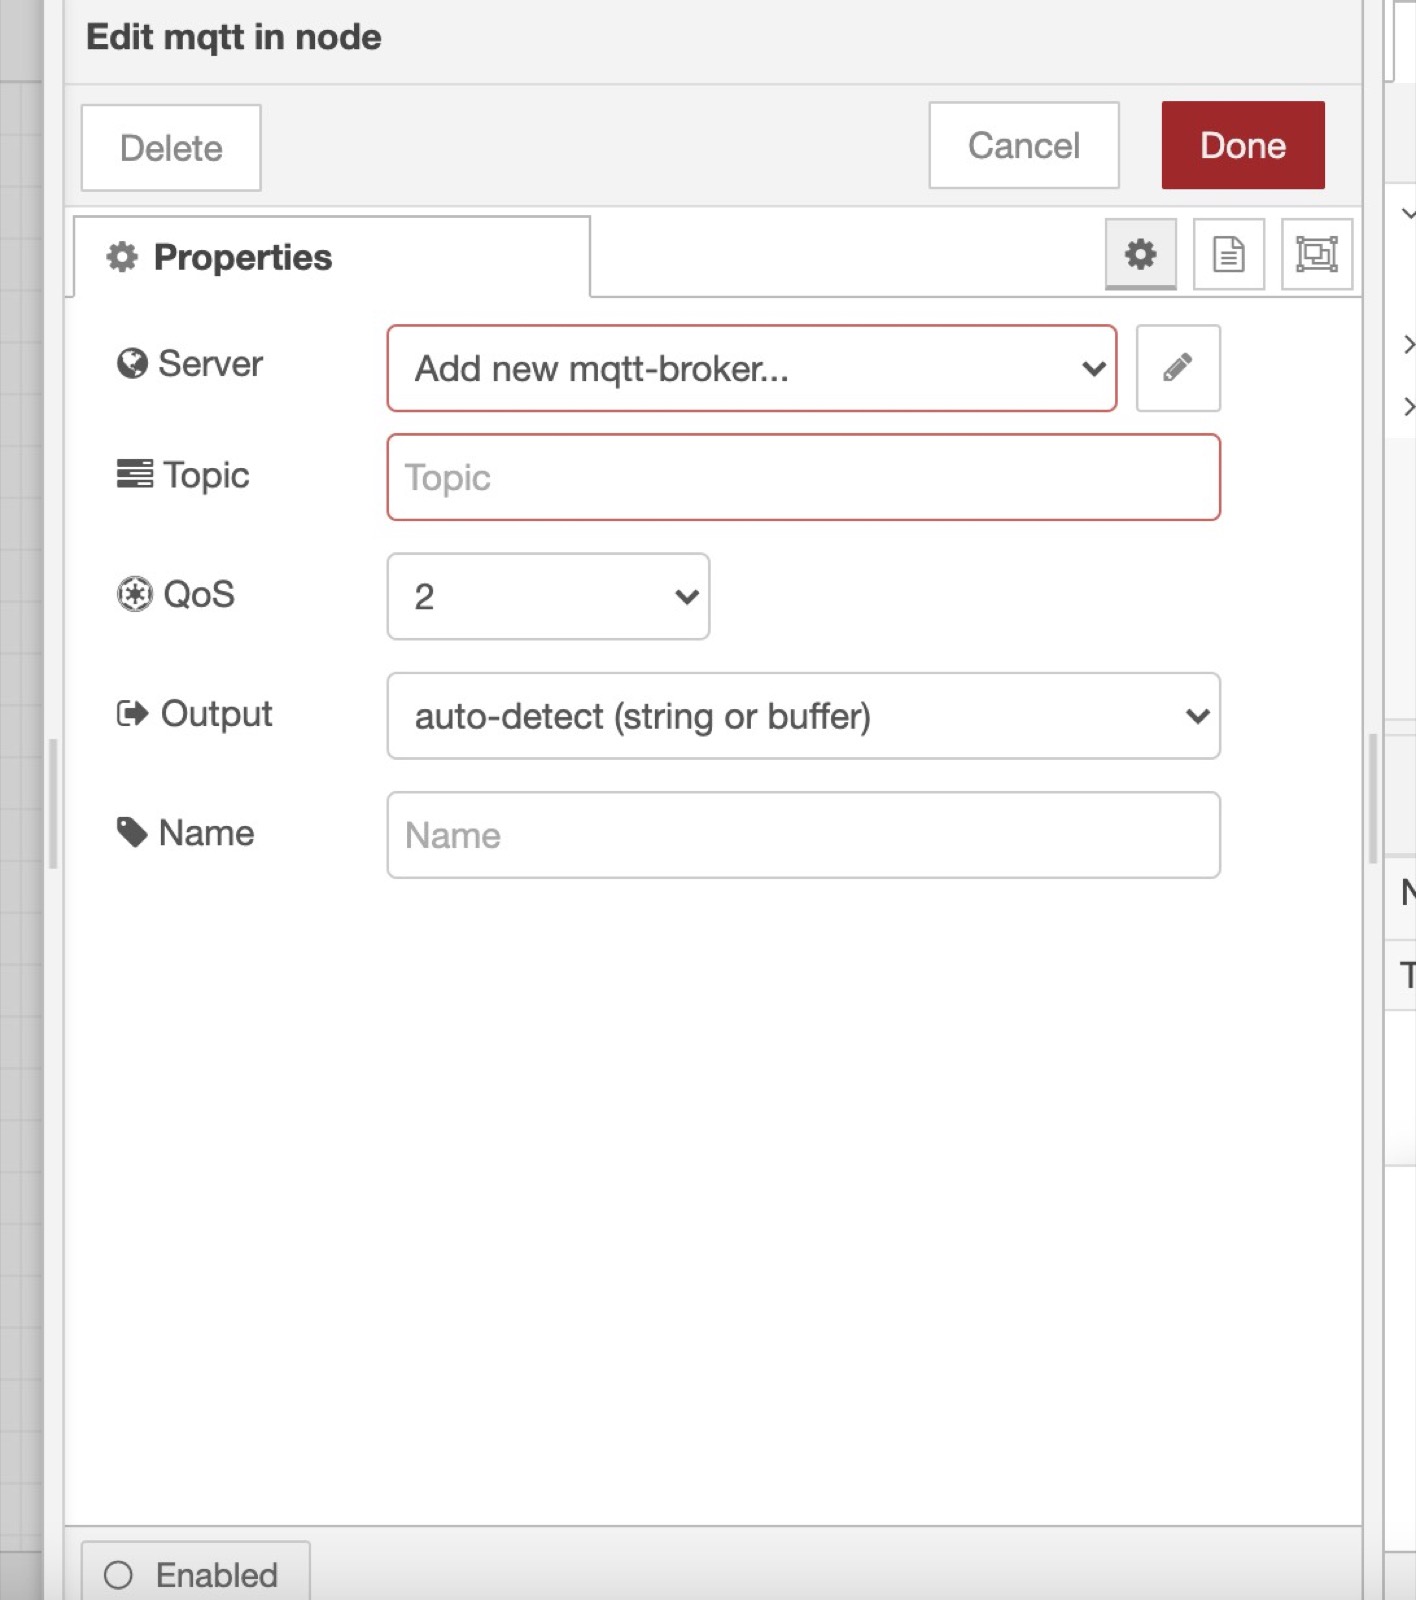 Edit mqtt in node
Delete
Cancel
Done
Properties
Server
Add new mqtt-broker...
Topic
Topic
QoS
2
Output
auto-detect (string or buffer)
Name
Name
N
T
Enabled